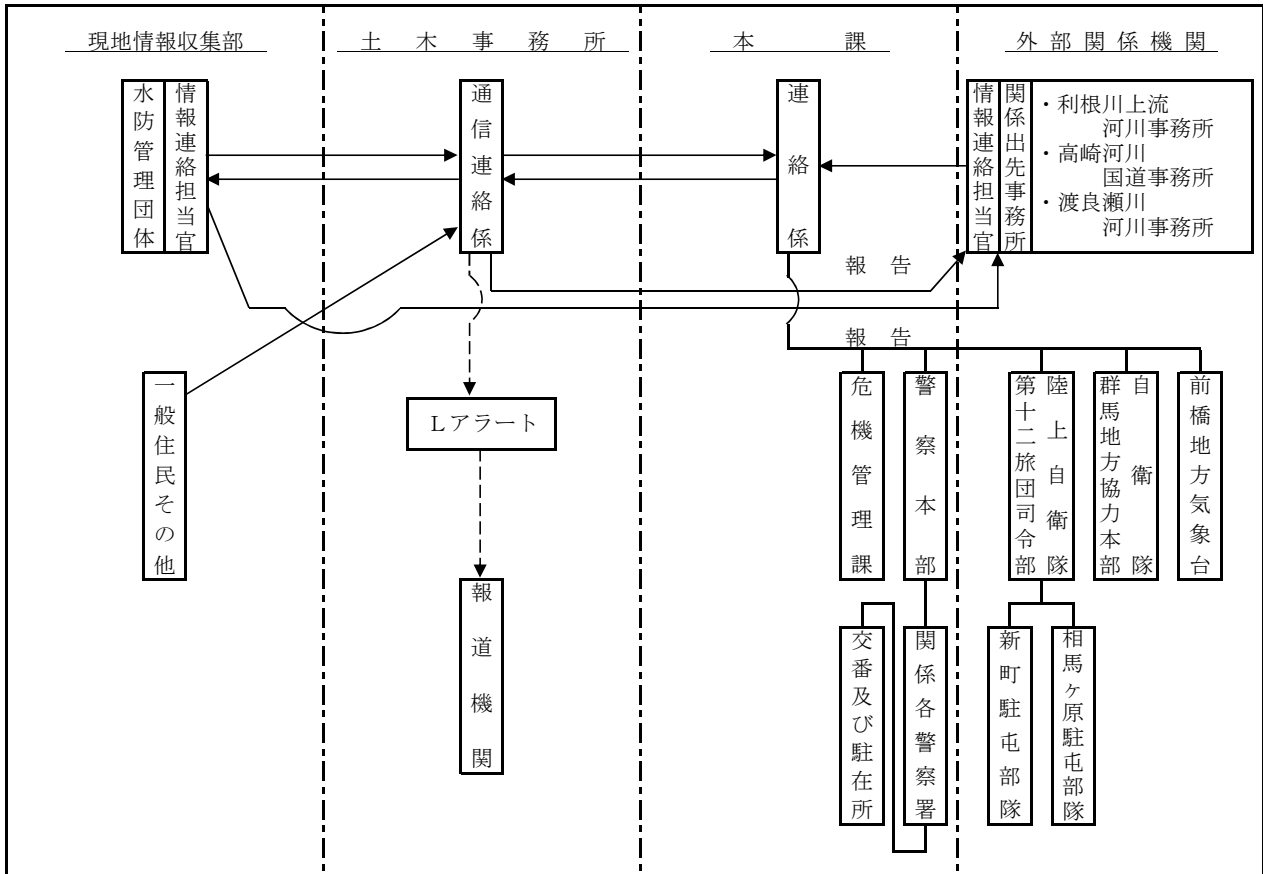 現地情報収集部
土木事務所
本課
外部関係機関
水防管理団体
情報連絡担当官
通信連絡係
連絡係
情報連絡担当官
関係出先事務所
・利根川上流
河川事務所
・高崎河川
国道事務所
・渡良瀬川
河川事務所
報告
報告
一般住民その他
Lアラート
報道機関
危機管理課
警察本部
陸上自衛隊
第十二旅団司令部
自衛隊
群馬地方協力本部
前橋地方気象台
交番及び駐在所
関係各警察署
新町駐屯部隊
相馬ヶ原駐屯部隊